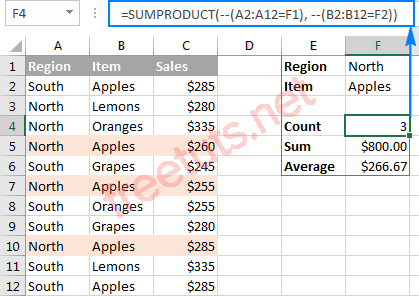 F4 =SUMPRODUCT(--(A2:A12=F1), --(B2:B12=F2))
A B C D E F
1 Region Item Sales Region North
2 South Apples $285 Item Apples
3 North Lemons $280
4 North Oranges $335 Count 3
5 North Apples $260 Sum $800.00
6 South Grapes $245 Average $266.67
7 North Apples $255
8 South Oranges $255
9 South Grapes $280
10 North Apples $285
11 South Lemons $335
12 South Apples $285
freetuts.net